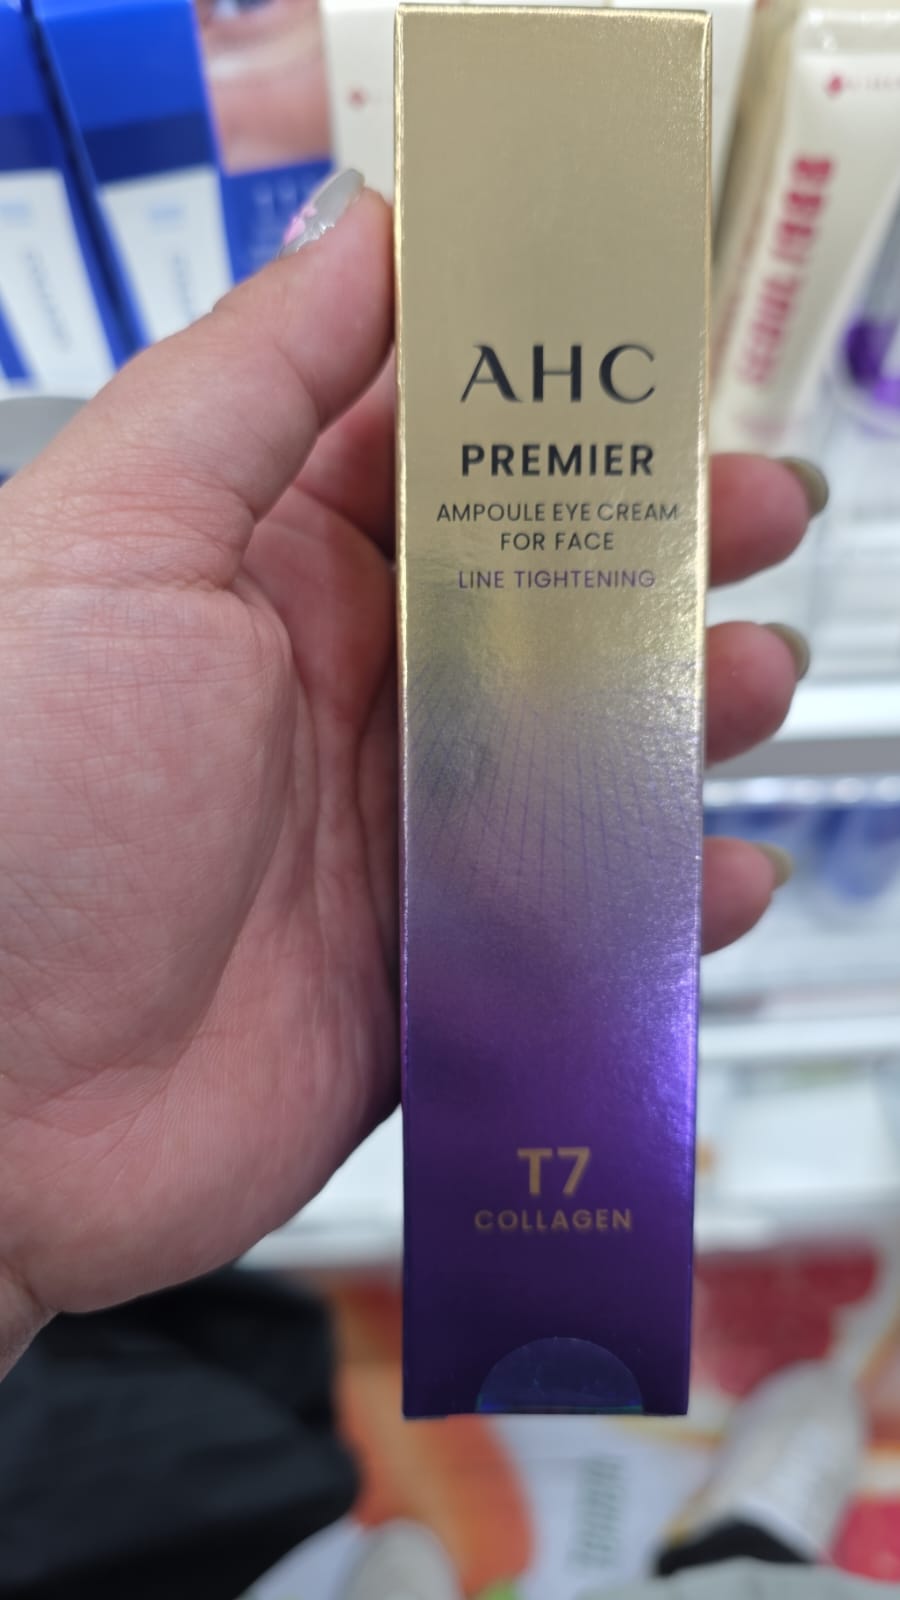 AHC
PREMIER
AMPOULE EYE CREAM
FOR FACE
LINE TIGHTENING
T7
COLLAGEN